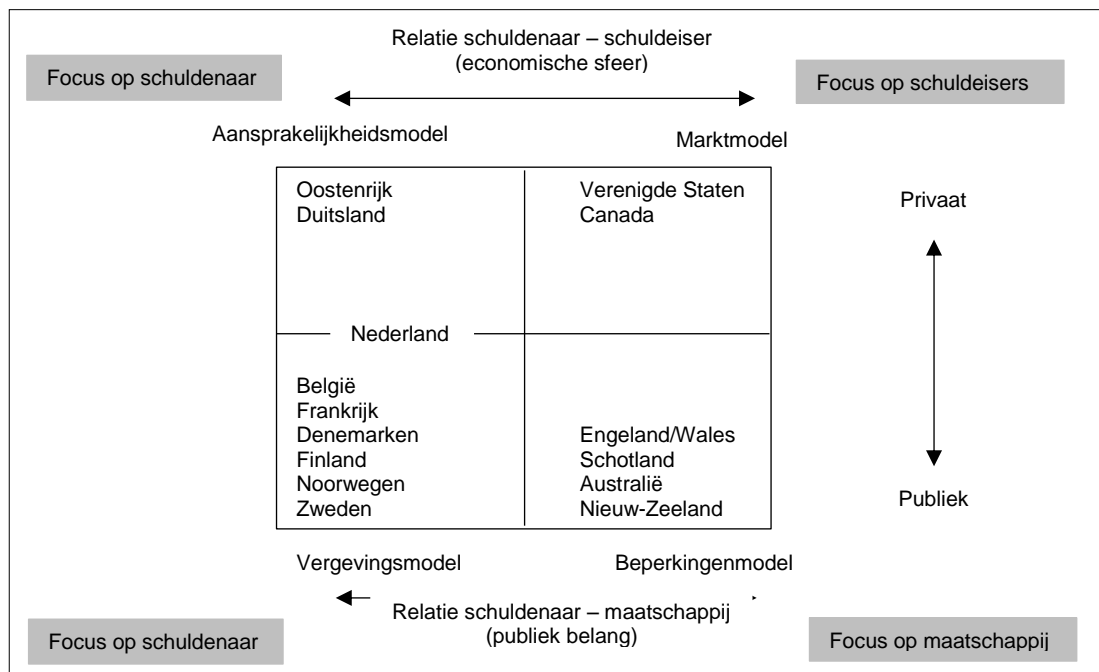 Relatie schuldenaar – schuldeiser
(economische sfeer)
Focus op schuldenaar
Focus op schuldeisers
Aansprakelijkheidsmodel
Marktmodel
Oostenrijk
Duitsland
Verenigde Staten
Canada
Privaat
Nederland
België
Frankrijk
Denemarken
Finland
Noorwegen
Zweden
Engeland/Wales
Schotland
Australië
Nieuw-Zeeland
Publiek
Vergevingsmodel
Beperkingenmodel
Relatie schuldenaar – maatschappij
(publiek belang)
Focus op schuldenaar
Focus op maatschappij